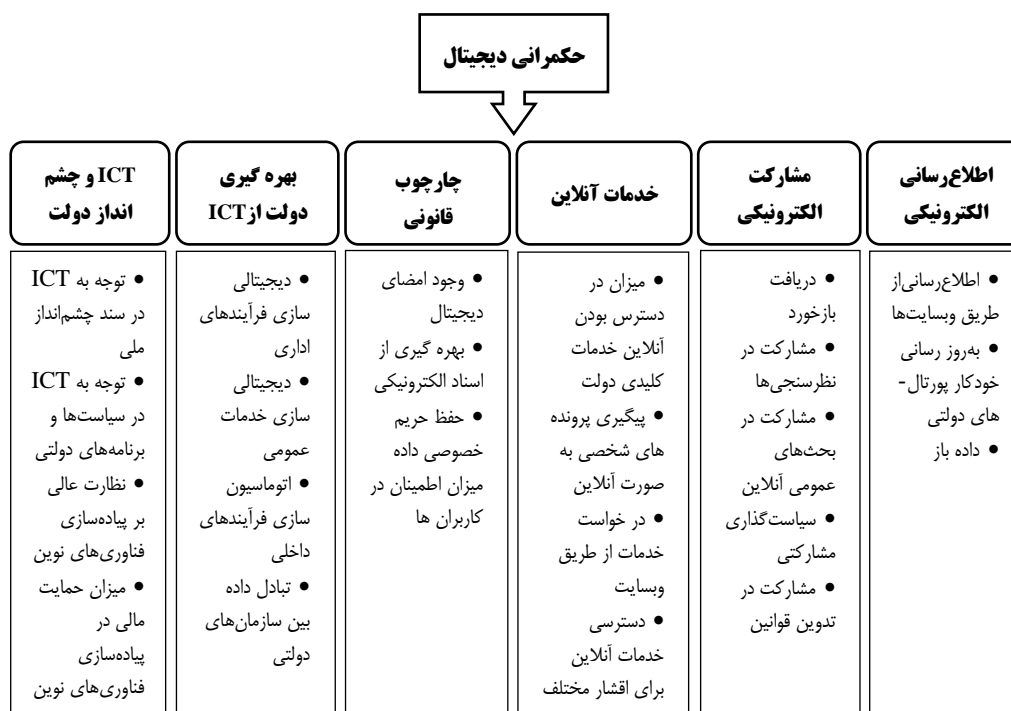 حکمرانی دیجیتال
اطلاع‌رسانی
الکترونیکی
• اطلاع‌رسانی‌از
طریق وبسایت‌ها
• به‌روز رسانی
خودکار پورتال-
های دولتی
• داده باز
مشارکت
الکترونیکی
• دریافت
بازخورد
• مشارکت در
نظرسنجی‌ها
• مشارکت در
بحث‌های
عمومی آنلاین
• سیاست‌گذاری
مشارکتی
• مشارکت در
تدوین قوانین
خدمات آنلاین
• میزان در
دسترس بودن
آنلاین خدمات
کلیدی دولت
• پیگیری پرونده
های شخصی به
صورت آنلاین
• در خواست
خدمات از طریق
وبسایت
• دسترسی
خدمات آنلاین
برای اقشار مختلف
چارچوب
قانونی
• وجود امضای
دیجیتال
• بهره گیری از
اسناد الکترونیکی
• حفظ حریم
خصوصی داده
میزان اطمینان در
کاربران ها
بهره گیری
دولت از ICT
• دیجیتالی
سازی فرآیندهای
اداری
• دیجیتالی
سازی خدمات
عمومی
• اتوماسیون
سازی فرآیندهای
داخلی
• تبادل داده
بین سازمان‌های
دولتی
ICT و چشم
انداز دولت
• توجه به ICT
در سند چشم‌انداز
ملی
• توجه به ICT
در سیاست‌ها و
برنامه‌های دولتی
• نظارت عالی
بر پیاده‌سازی
فناوری‌های نوین
• میزان حمایت
مالی در
پیاده‌سازی
فناوری‌های نوین